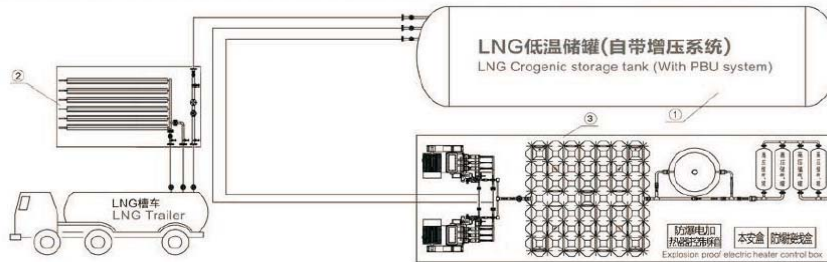 LNG低温储罐(自带增压系统)
LNG Crogenic storage tank (With PBU system)
①
②
③
LNG槽车
LNG Trailer
防爆电加
热器控制箱
本安盒
防爆接线盒
Explosion proof electric heater control box